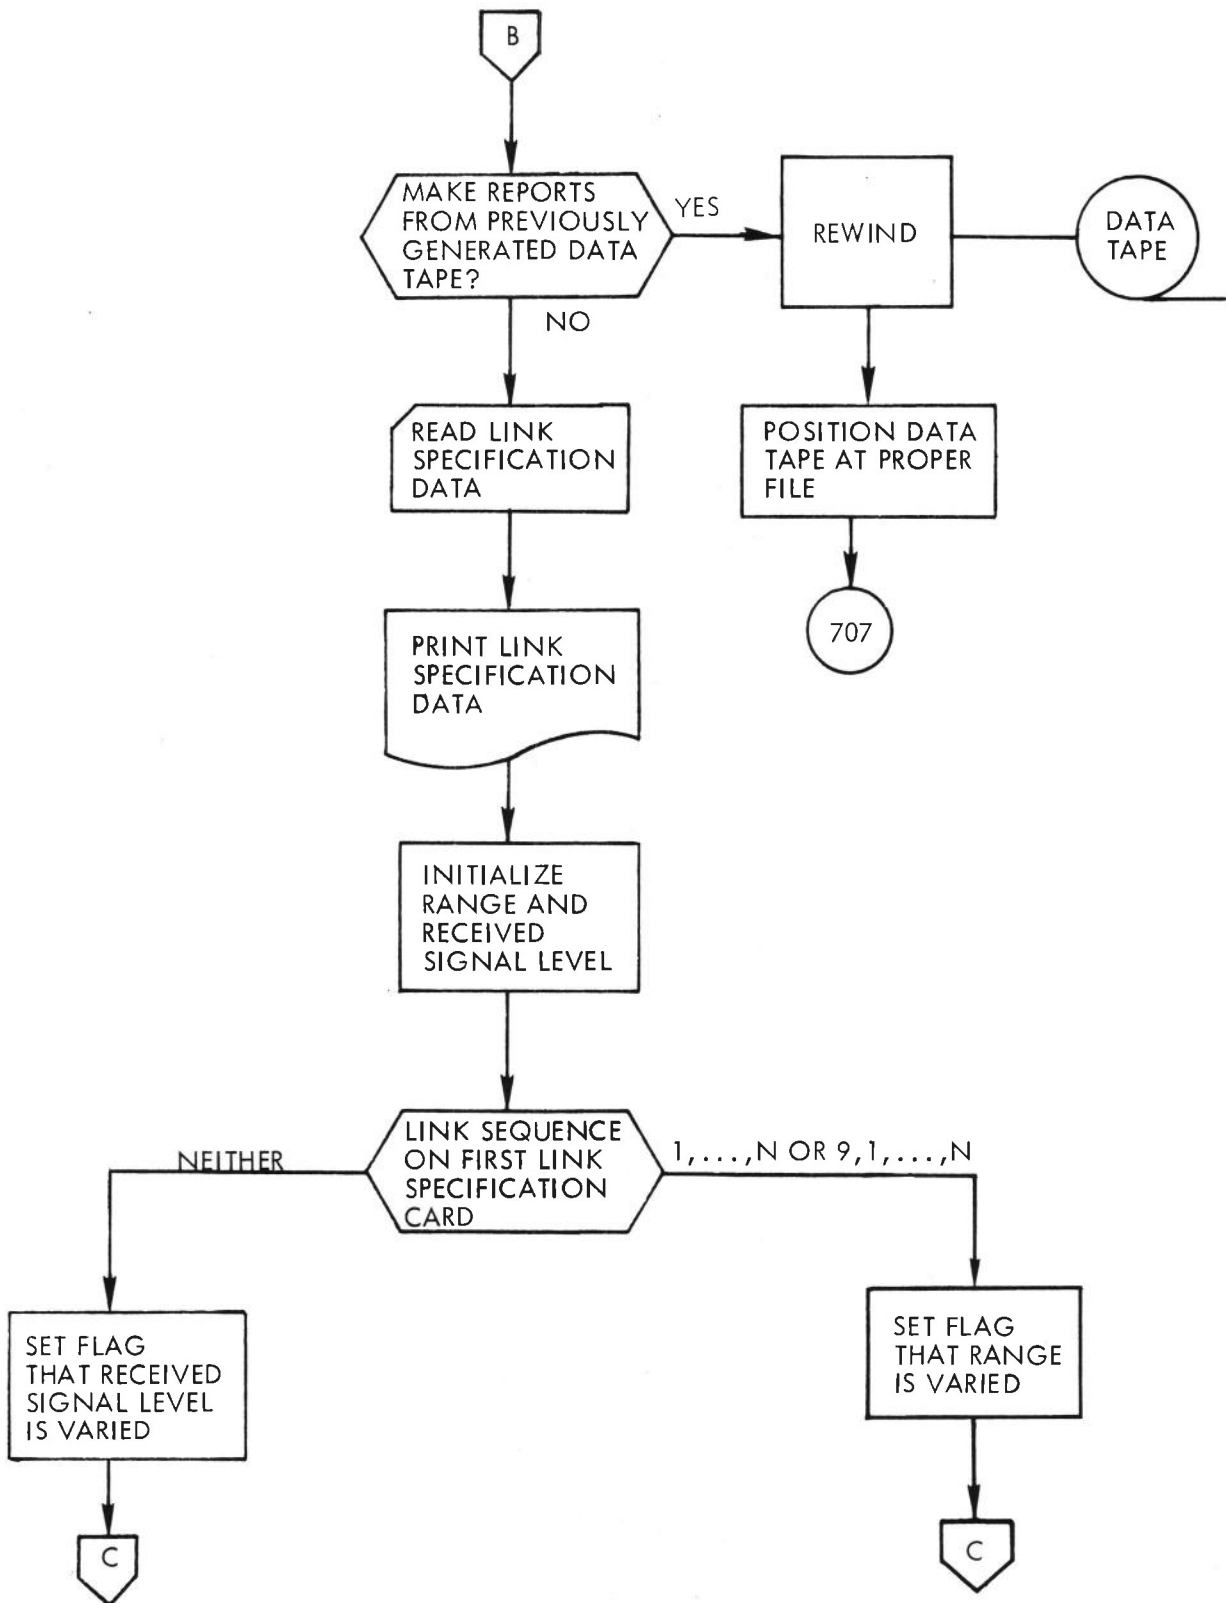 B
MAKE REPORTS
FROM PREVIOUSLY
GENERATED DATA
TAPE?
YES
REWIND
DATA
TAPE
NO
READ LINK
SPECIFICATION
DATA
POSITION DATA
TAPE AT PROPER
FILE
PRINT LINK
SPECIFICATION
DATA
707
INITIALIZE
RANGE AND
RECEIVED
SIGNAL LEVEL
LINK SEQUENCE
ON FIRST LINK
SPECIFICATION
CARD
NEITHER
1,...,N OR 9,1,...,N
SET FLAG
THAT RECEIVED
SIGNAL LEVEL
IS VARIED
SET FLAG
THAT RANGE
IS VARIED
C
C